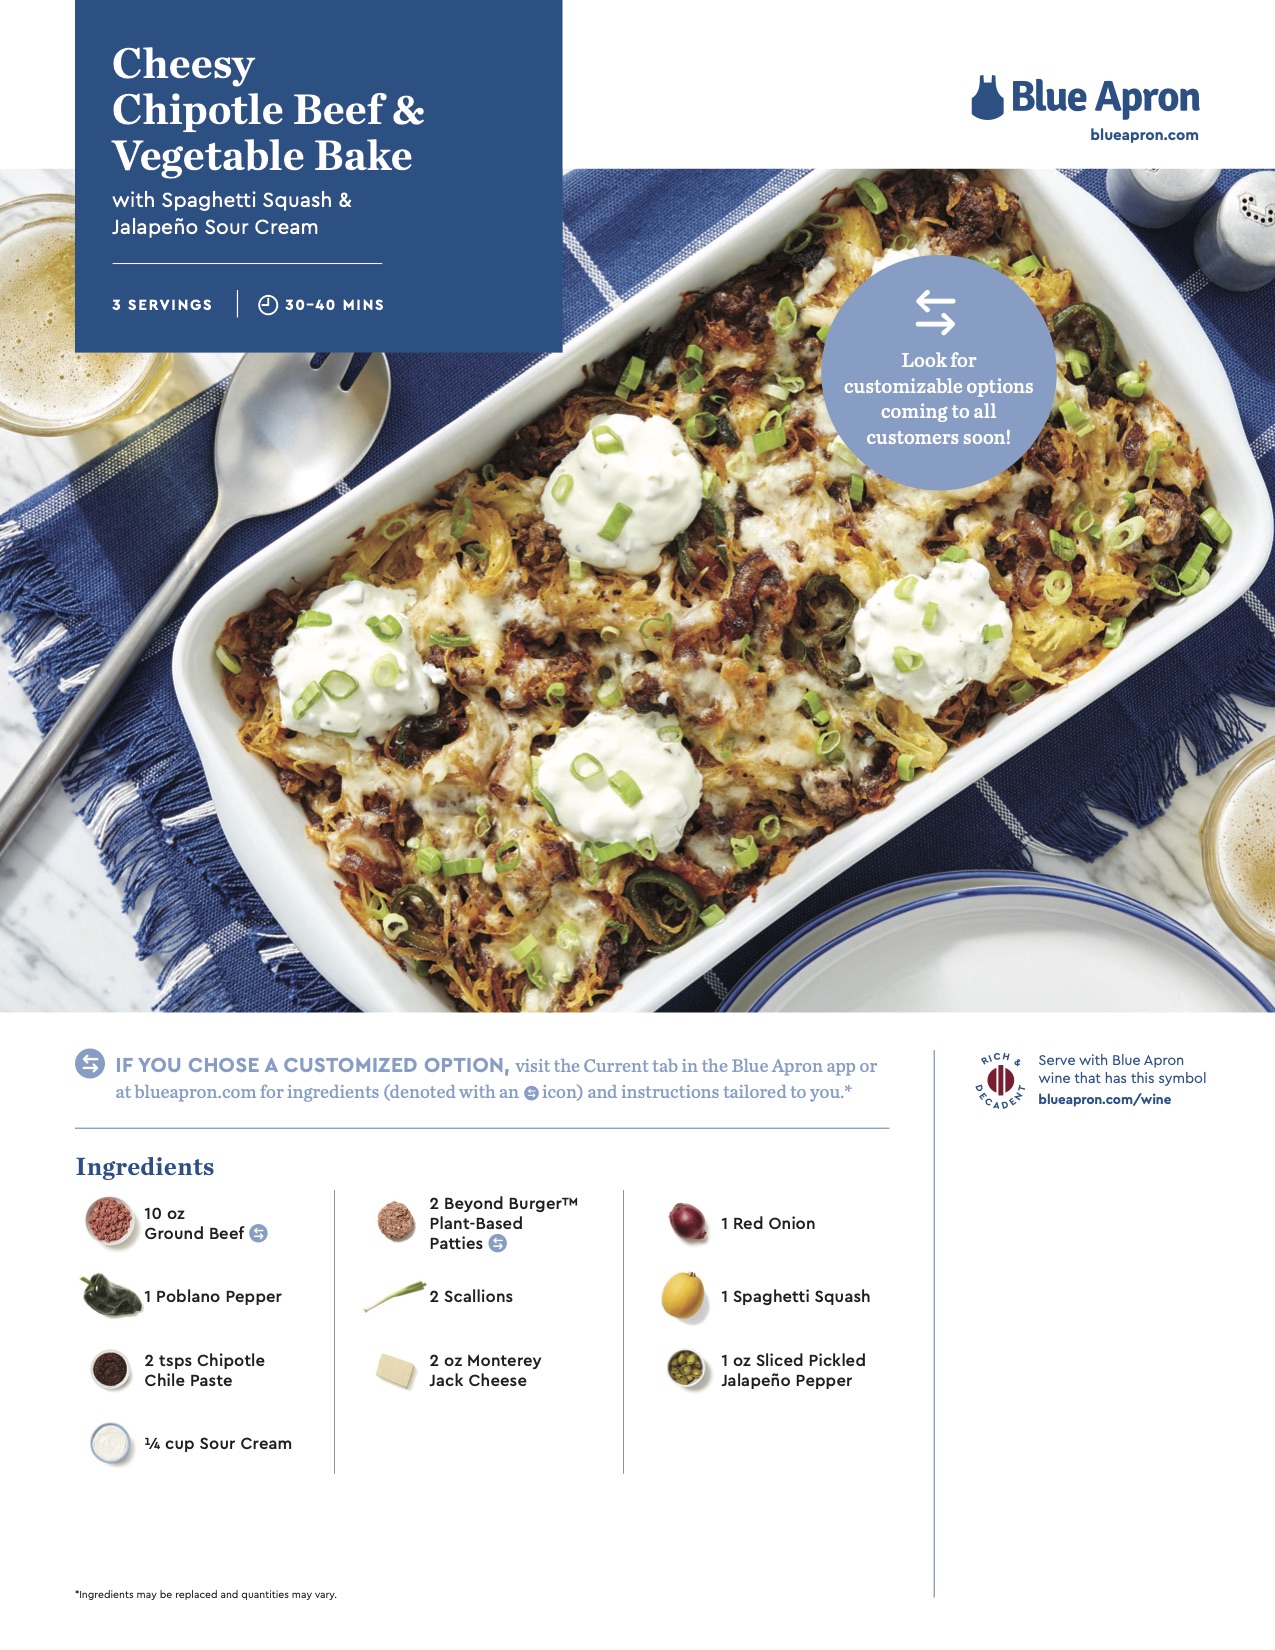 Cheesy
Chipotle Beef &
Vegetable Bake
with Spaghetti Squash &
Jalapeño Sour Cream
3 SERVINGS
30–40 MINS
Blue Apron
blueapron.com
Look for
customizable options
coming to all
customers soon!
IF YOU CHOSE A CUSTOMIZED OPTION, visit the Current tab in the Blue Apron app or
at blueapron.com for ingredients (denoted with an icon) and instructions tailored to you.*
RICH &
DECADENT
Serve with Blue Apron
wine that has this symbol
blueapron.com/wine
Ingredients
10 oz
Ground Beef
1 Poblano Pepper
2 tsps Chipotle
Chile Paste
¼ cup Sour Cream
2 Beyond Burger™
Plant-Based
Patties
2 Scallions
2 oz Monterey
Jack Cheese
1 Red Onion
1 Spaghetti Squash
1 oz Sliced Pickled
Jalapeño Pepper
*Ingredients may be replaced and quantities may vary.